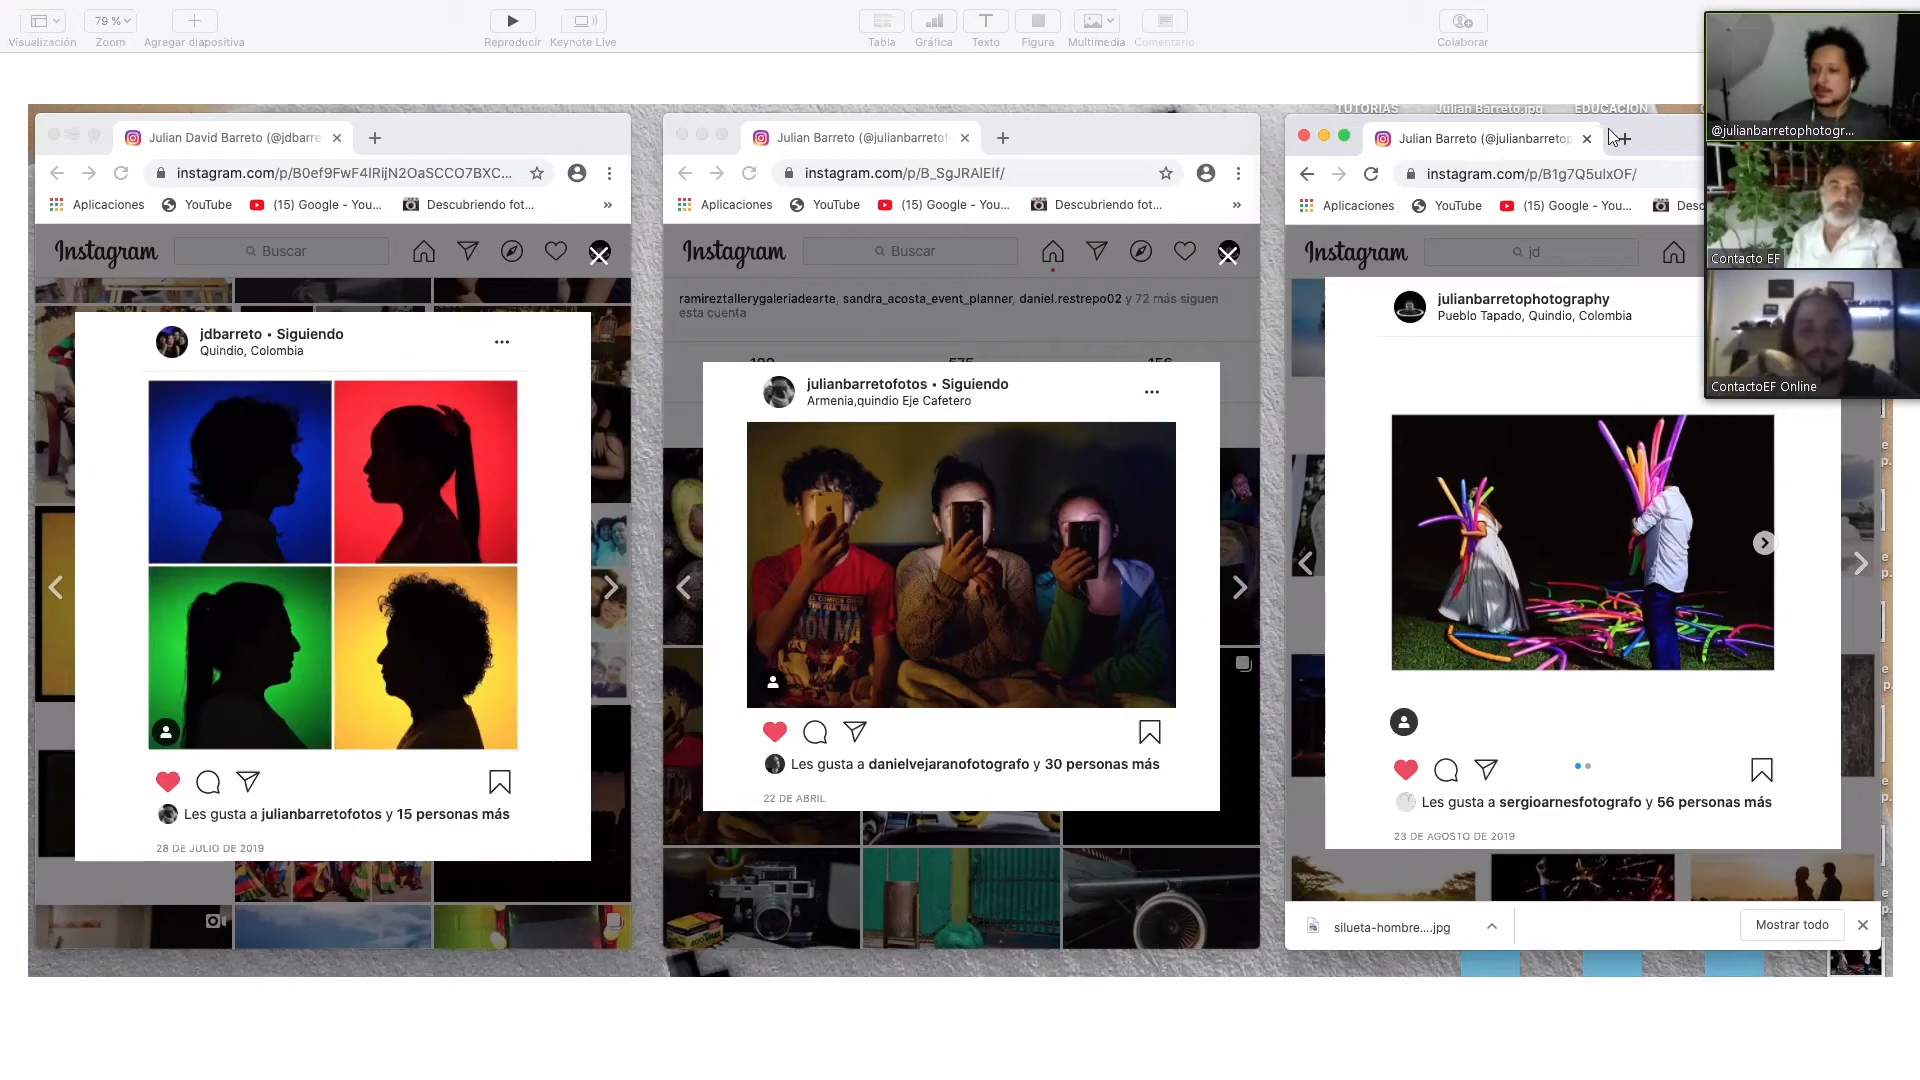 79 %
Visualización
Zoom
Agregar diapositiva
Reproducir
Keynote Live
Tabla
Gráfica
Texto
Figura
Multimedia
Comentario
Colaborar
@julianbarretophotogr...
Contacto EF
ContactoEF Online
TUTORIAS
Julian Barreto.jpg
EDUCACION
Julian David Barreto (@jdbarre
instagram.com/p/B0ef9FwF4lRijN2OaSCCO7BXC...
Aplicaciones
YouTube
(15) Google - You...
Descubriendo fot...
Instagram
Buscar
jdbarreto • Siguiendo
Quindio, Colombia
Les gusta a julianbarretofotos y 15 personas más
28 DE JULIO DE 2019
Julian Barreto (@julianbarretofo
instagram.com/p/B_SgJRAlElf/
Aplicaciones
YouTube
(15) Google - You...
Descubriendo fot...
Instagram
Buscar
ramireztallerygaleriadearte, sandra_acosta_event_planner, daniel.restrepo02 y 72 más siguen
esta cuenta
julianbarretofotos • Siguiendo
Armenia,quindio Eje Cafetero
Les gusta a danielvejaranofotografo y 30 personas más
22 DE ABRIL
Julian Barreto (@julianbarretop
instagram.com/p/B1g7Q5ulxOF/
Aplicaciones
YouTube
(15) Google - You...
Desc
Instagram
jd
julianbarretophotography
Pueblo Tapado, Quindio, Colombia
Les gusta a sergioarnesfotografo y 56 personas más
23 DE AGOSTO DE 2019
silueta-hombre....jpg
Mostrar todo